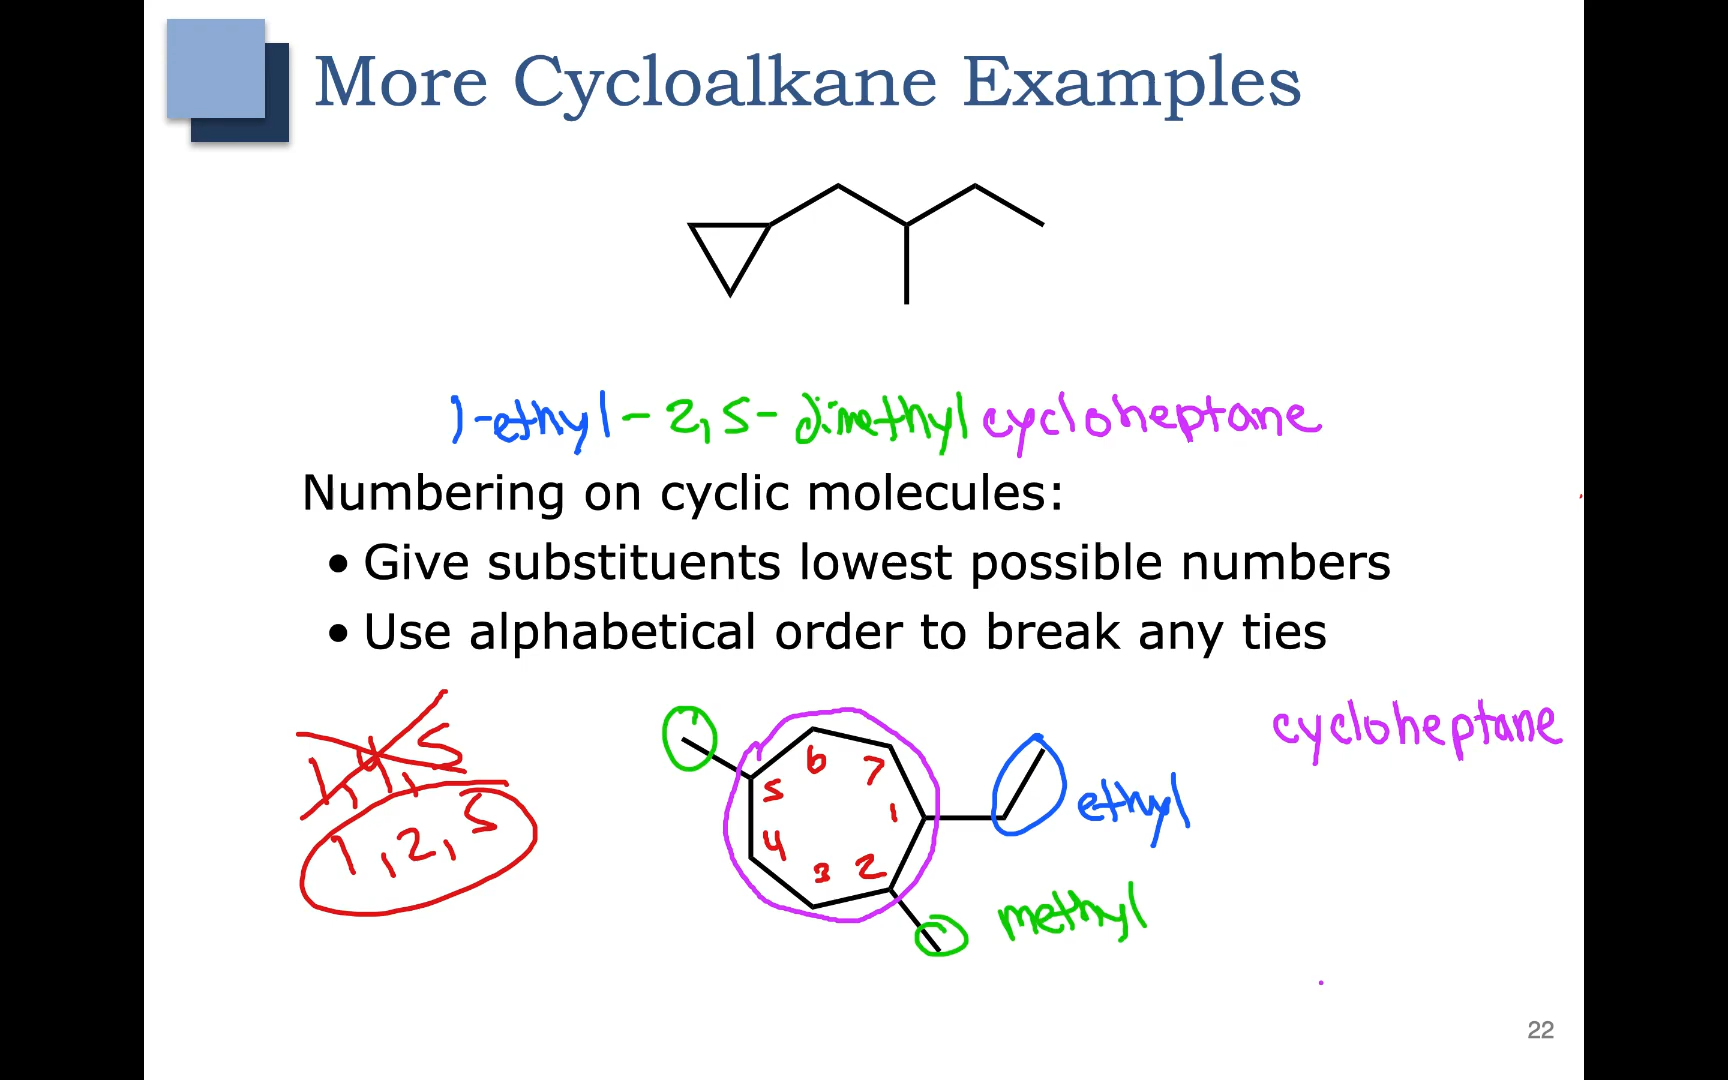 More Cycloalkane Examples
1-ethyl-2,5-dimethylcycloheptane
Numbering on cyclic molecules:
• Give substituents lowest possible numbers
• Use alphabetical order to break any ties
cycloheptane
1,4,5
1,2,5
6
7
5
1
4
3
2
ethyl
methyl
22